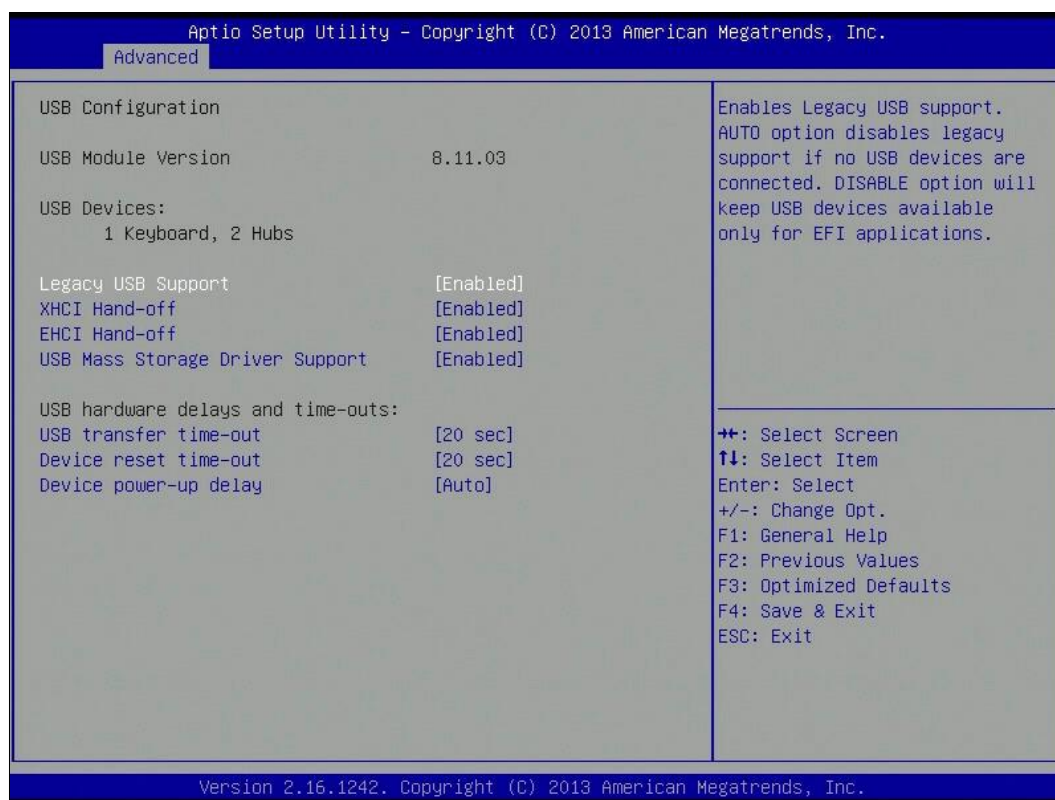 Aptio Setup Utility – Copyright (C) 2013 American Megatrends, Inc.
Advanced
USB Configuration
USB Module Version 8.11.03
USB Devices:
1 Keyboard, 2 Hubs
Legacy USB Support [Enabled]
XHCI Hand-off [Enabled]
EHCI Hand-off [Enabled]
USB Mass Storage Driver Support [Enabled]
USB hardware delays and time-outs:
USB transfer time-out [20 sec]
Device reset time-out [20 sec]
Device power-up delay [Auto]
Enables Legacy USB support.
AUTO option disables legacy
support if no USB devices are
connected. DISABLE option will
keep USB devices available
only for EFI applications.
→←: Select Screen
↑↓: Select Item
Enter: Select
+/-: Change Opt.
F1: General Help
F2: Previous Values
F3: Optimized Defaults
F4: Save & Exit
ESC: Exit
Version 2.16.1242. Copyright (C) 2013 American Megatrends, Inc.